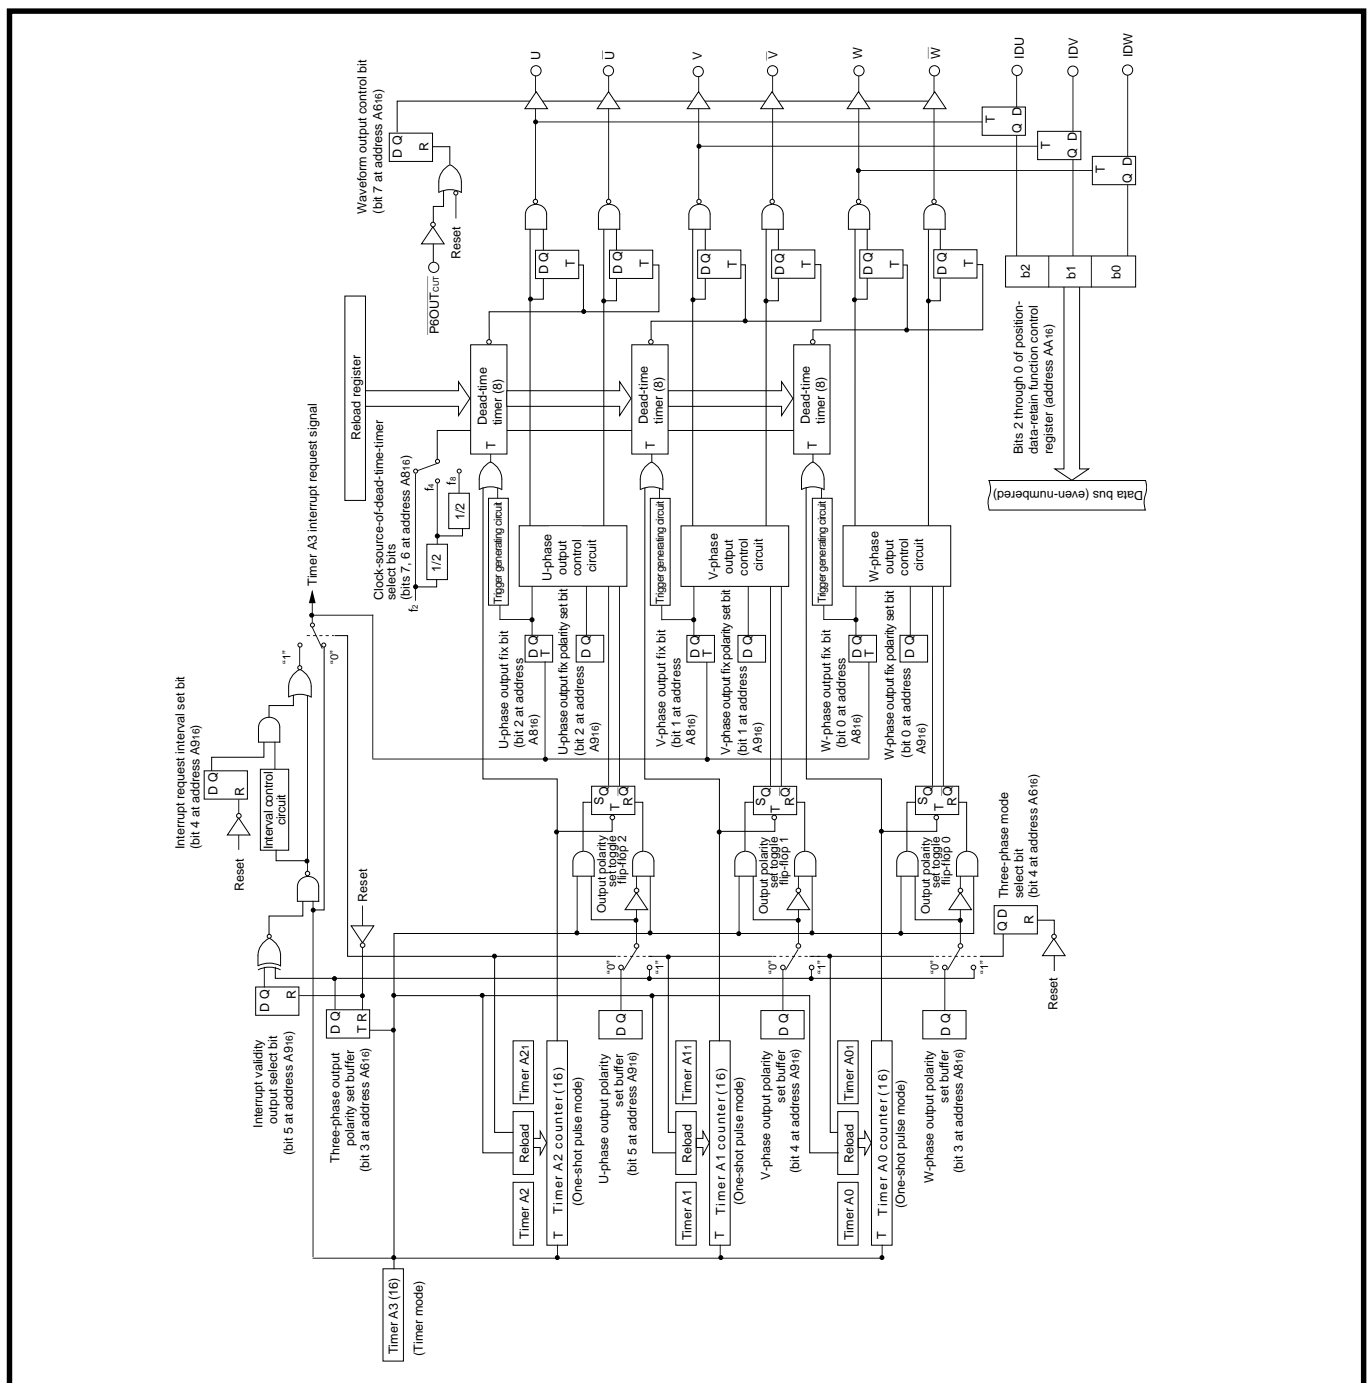 Waveform output control bit
(bit 7 at address A616)
D Q
R
P6OUTCUT
Reset
U
U
V
V
W
W
IDU
IDV
IDW
T
Q D
T
Q D
T
Q D
D Q
T
D Q
T
D Q
T
D Q
T
D Q
T
D Q
T
b2
b1
b0
Bits 2 through 0 of position-
data-retain function control
register (address AA16)
Data bus (even-numbered)
Reload register
Timer A3 interrupt request signal
Clock-source-of-dead-time-timer
select bits
(bits 7, 6 at address A816)
f2
1/2
f4
1/2
f8
Dead-time
timer (8)
T
Dead-time
timer (8)
T
Dead-time
timer (8)
T
Trigger generating circuit
U-phase
output
control
circuit
Trigger generating circuit
V-phase
output
control
circuit
Trigger generating circuit
W-phase
output
control
circuit
U-phase output fix bit
(bit 2 at address
A816)
D Q
T
U-phase output fix polarity set bit
(bit 2 at address
A916)
D Q
V-phase output fix bit
(bit 1 at address
A816)
D Q
T
V-phase output fix polarity set bit
(bit 1 at address
A916)
D Q
W-phase output fix bit
(bit 0 at address
A816)
D Q
T
W-phase output fix polarity set bit
(bit 0 at address
A916)
D Q
Interrupt request interval set bit
(bit 4 at address A916)
D Q
R
Reset
Interval control
circuit
"1"
"0"
Reset
Interrupt validity
output select bit
(bit 5 at address A916)
D Q
R
Three-phase output
polarity set buffer
(bit 3 at address A616)
D Q
T R
S Q
T
R Q
Output polarity
set toggle
flip-flop 2
S Q
T
R Q
Output polarity
set toggle
flip-flop 1
S Q
T
R Q
Output polarity
set toggle
flip-flop 0
Three-phase mode
select bit
(bit 4 at address A616)
Q D
R
Reset
"0"
"1"
"0"
"1"
"0"
"1"
D Q
U-phase output polarity
set buffer
(bit 5 at address A916)
D Q
V-phase output polarity
set buffer
(bit 4 at address A916)
D Q
W-phase output polarity
set buffer
(bit 3 at address A816)
Timer A2
Reload
Timer A21
T Timer A2 counter (16)
(One-shot pulse mode)
Timer A1
Reload
Timer A11
T Timer A1 counter (16)
(One-shot pulse mode)
Timer A0
Reload
Timer A01
T Timer A0 counter (16)
(One-shot pulse mode)
Timer A3 (16)
(Timer mode)